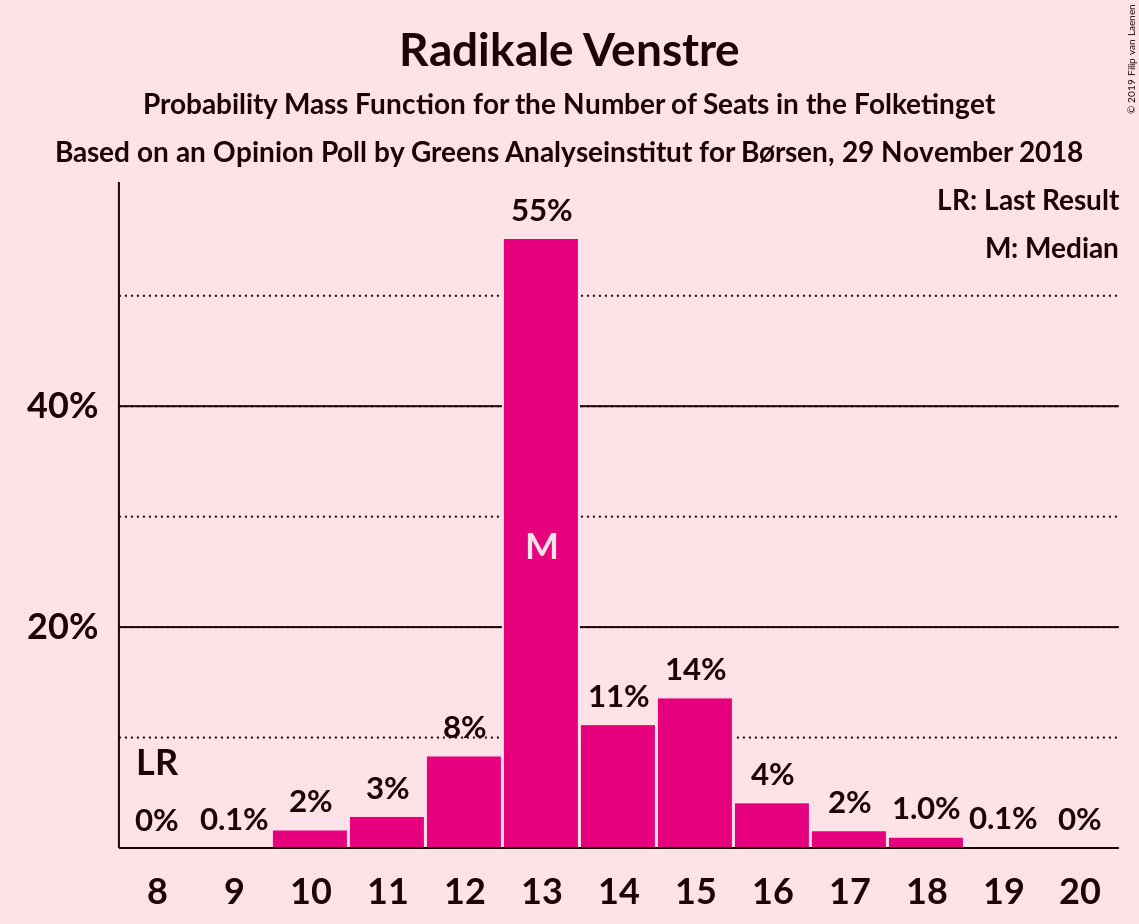 Radikale Venstre
Probability Mass Function for the Number of Seats in the Folketinget
Based on an Opinion Poll by Greens Analyseinstitut for Børsen, 29 November 2018
© 2019 Filip van Laenen
LR: Last Result
M: Median
55%
40%
M
20%
14%
11%
8%
LR
4%
3%
2%
2%
1.0%
0%
0.1%
0.1%
0%
8 9 10 11 12 13 14 15 16 17 18 19 20